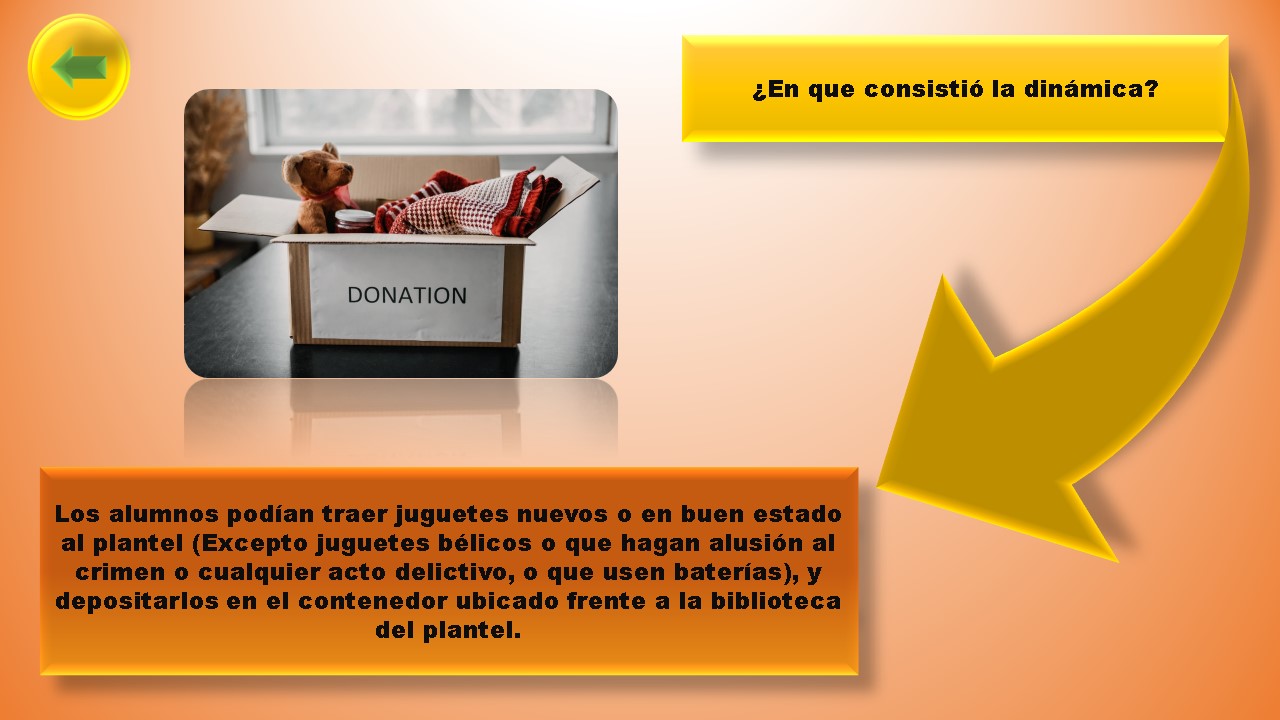 ¿En que consistió la dinámica?
DONATION
Los alumnos podían traer juguetes nuevos o en buen estado
al plantel (Excepto juguetes bélicos o que hagan alusión al
crimen o cualquier acto delictivo, o que usen baterías), y
depositarlos en el contenedor ubicado frente a la biblioteca
del plantel.